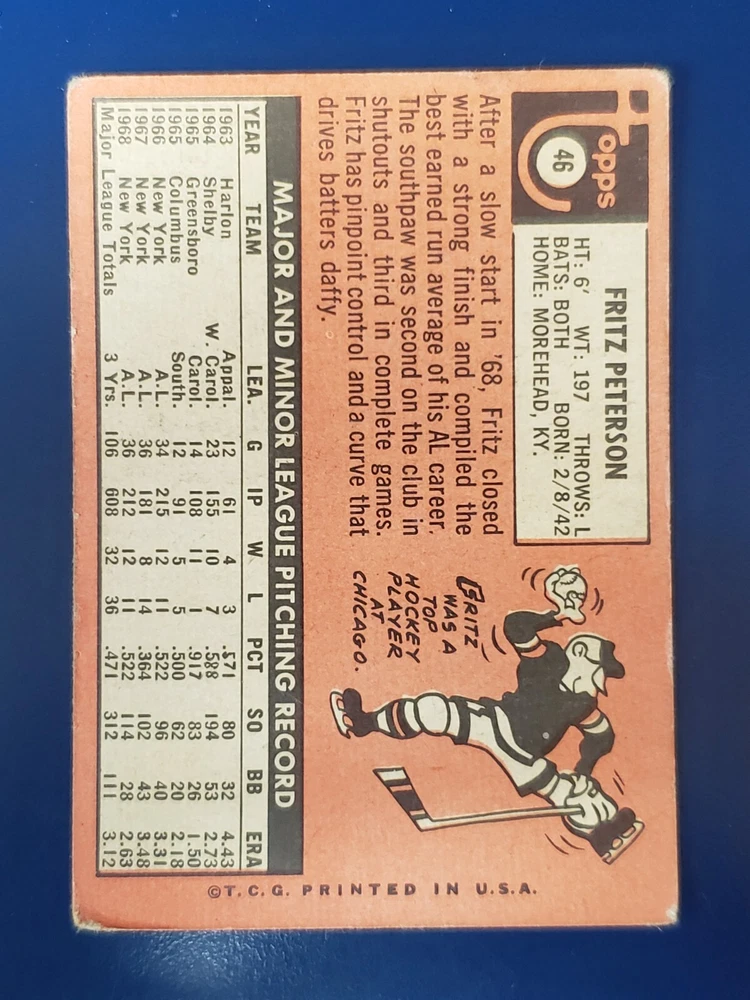 Topps
46
FRITZ PETERSON
HT: 6' WT: 197 THROWS: L
BATS: BOTH BORN: 2/8/42
HOME: MOREHEAD, KY.
After a slow start in '68, Fritz closed
with a strong finish and compiled the
best earned run average of his AL career.
The southpaw was second on the club in
shutouts and third in complete games.
Fritz has pinpoint control and a curve that
drives batters daffy.
FRITZ
WAS A
TOP
HOCKEY
PLAYER
AT
CHICAGO.
MAJOR AND MINOR LEAGUE PITCHING RECORD
YEAR TEAM LEA. G IP W L PCT SO BB ERA
1963 Harlon Appal. 12 61 4 3 .571 80 32 4.43
1964 Shelby W. Carol. 23 155 10 7 .588 194 53 2.73
1965 Greensboro Carol. 14 108 11 1 .917 83 26 1.50
1965 Columbus South. 12 91 5 5 .500 62 20 2.18
1966 New York A.L. 34 215 12 11 .522 96 40 3.31
1967 New York A.L. 36 181 8 14 .364 102 43 3.48
1968 New York A.L. 36 212 12 11 .522 114 28 2.63
Major League Totals 3 Yrs. 106 608 32 36 .471 312 111 3.12
©T.C.G. PRINTED IN U.S.A.